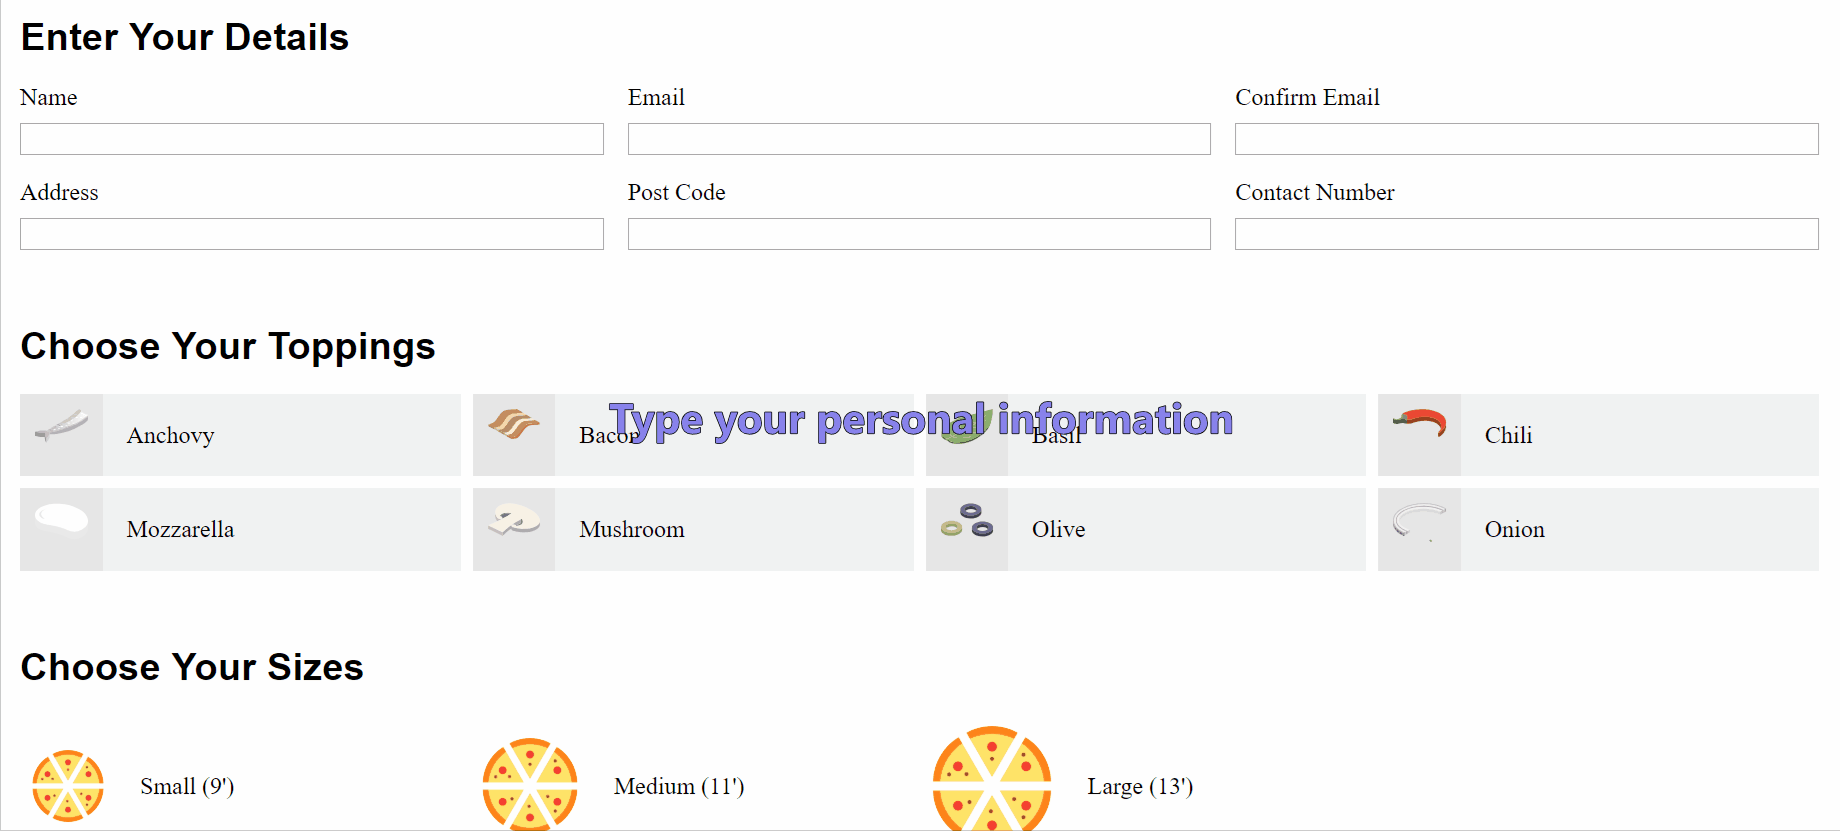 Enter Your Details
Name Email Confirm Email
Address Post Code Contact Number
Choose Your Toppings
Type your personal information
Anchovy Bacon Basil Chili
Mozzarella Mushroom Olive Onion
Choose Your Sizes
Small (9') Medium (11') Large (13')